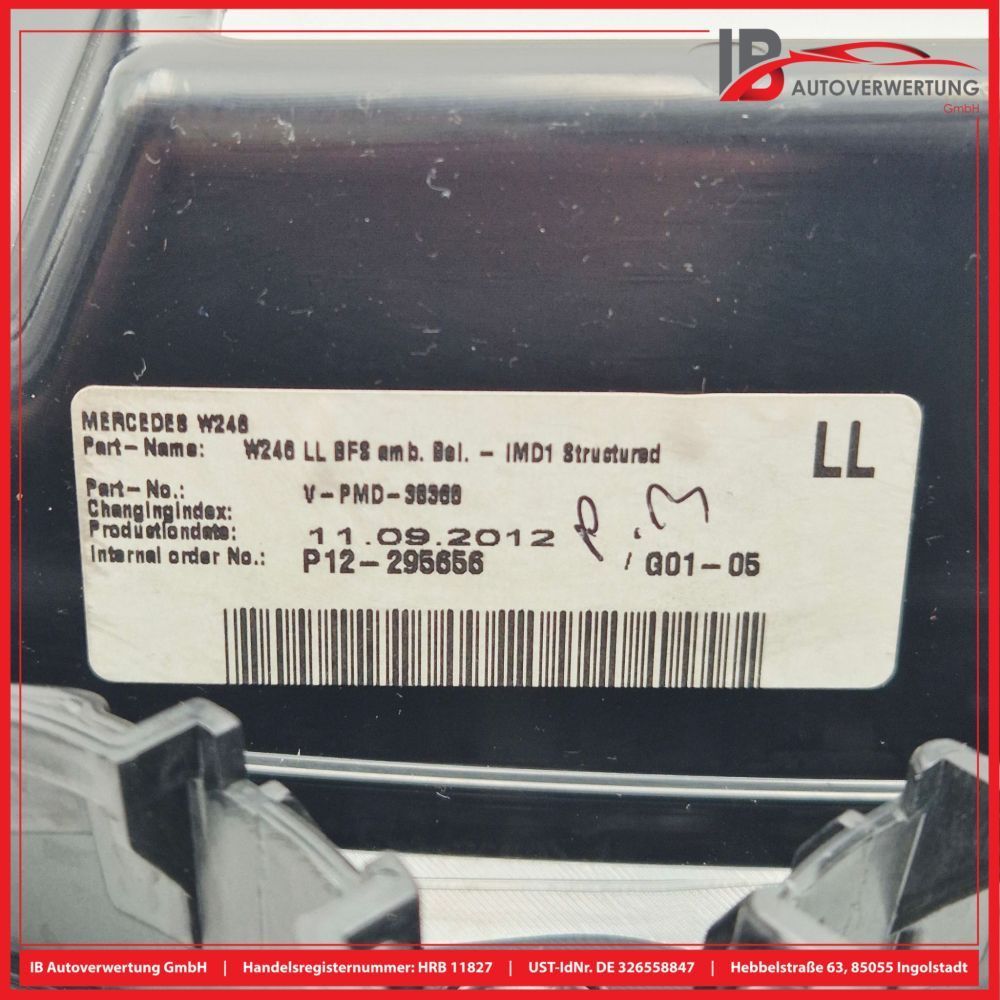 IB AUTOVERWERTUNG
GmbH
MERCEDES W246
Part-Name: W246 LL BFS amb. Bel. - IMD1 Structured
LL
Part-No.: V-PMD-
Changingindex:
Productiondate: 11.09.2012
Internal order No.: P12-295656 / G01-05
IB Autoverwertung GmbH | Handelsregisternummer: HRB 11827 | UST-IdNr. DE 326558847 | Hebbelstraße 63, 85055 Ingolstadt